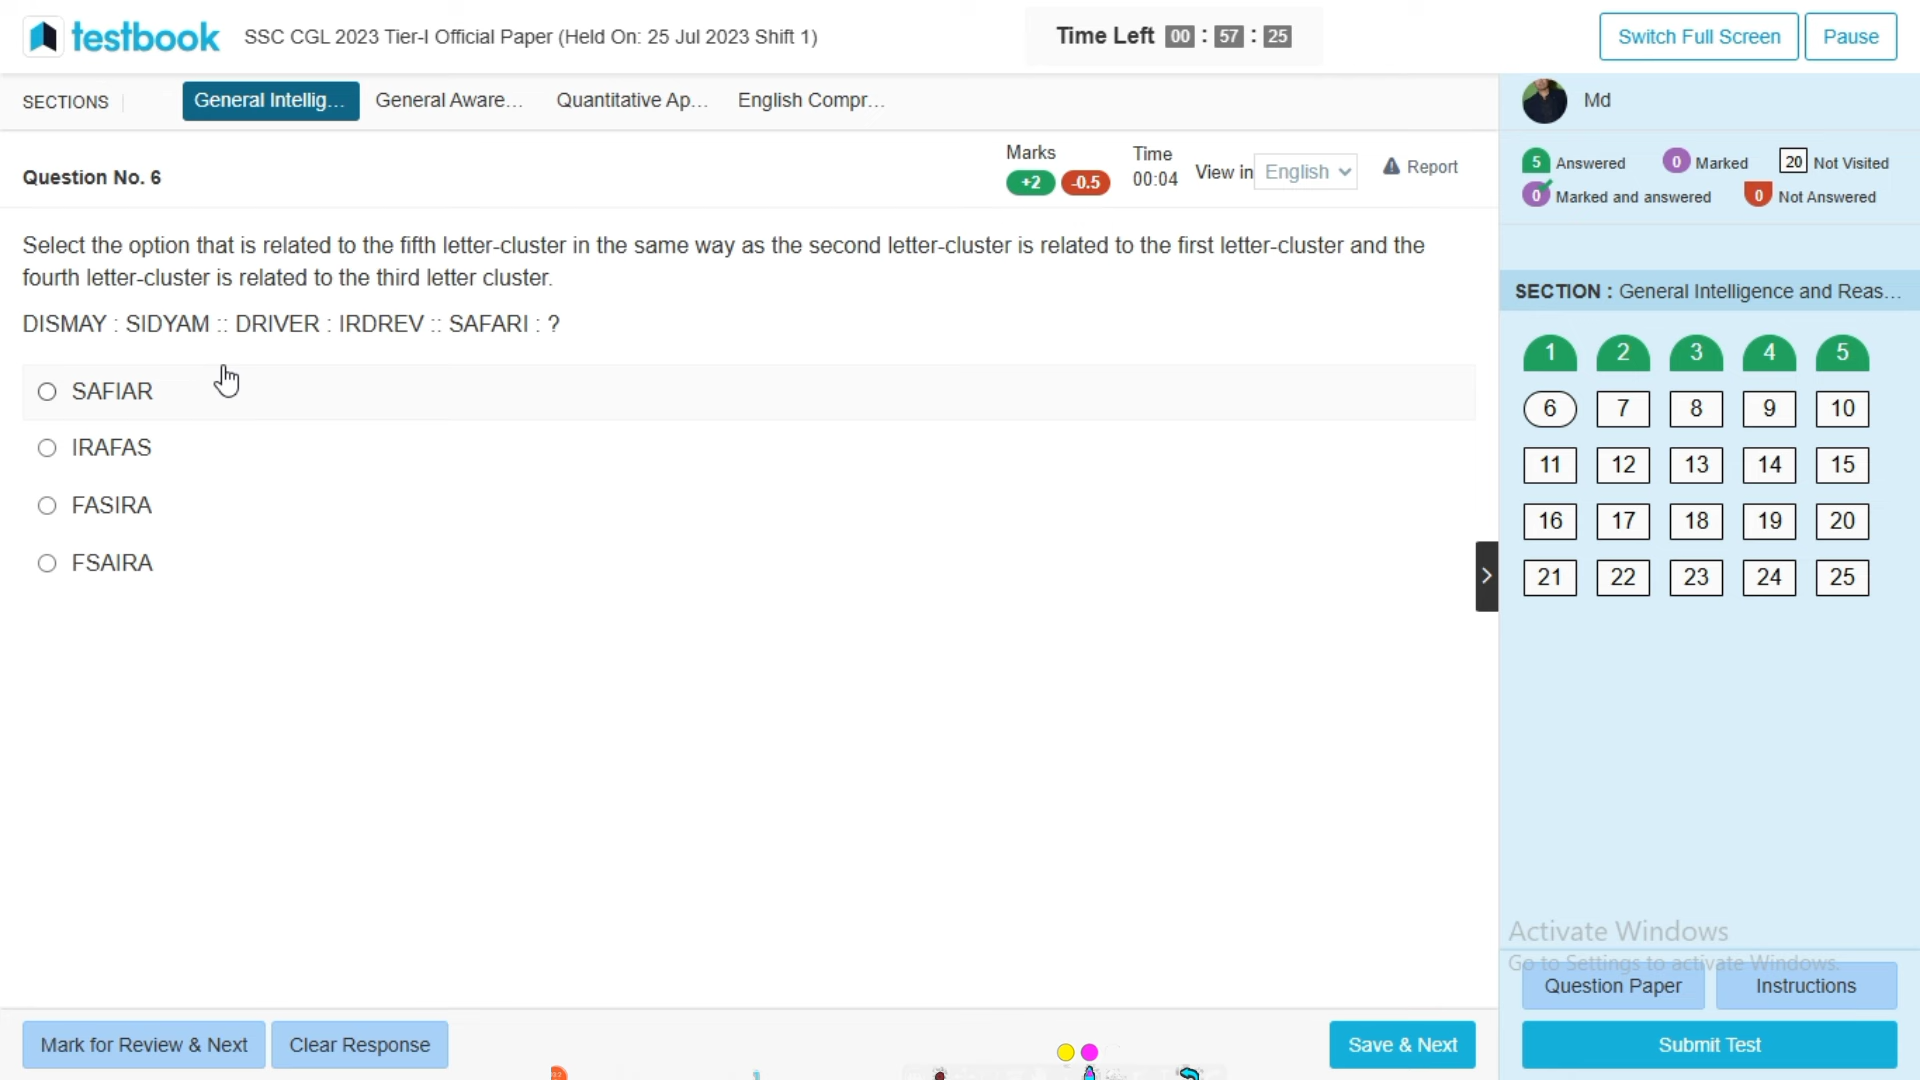 testbook SSC CGL 2023 Tier-I Official Paper (Held On: 25 Jul 2023 Shift 1) Time Left 00 : 57 : 25 Switch Full Screen Pause
SECTIONS General Intellig... General Aware... Quantitative Ap... English Compr... Md
Question No. 6
Marks
+2 -0.5
Time
00:04
View in English
Report
5 Answered 0 Marked 20 Not Visited
0 Marked and answered 0 Not Answered
Select the option that is related to the fifth letter-cluster in the same way as the second letter-cluster is related to the first letter-cluster and the
fourth letter-cluster is related to the third letter cluster.
DISMAY : SIDYAM :: DRIVER : IRDREV :: SAFARI : ?
SAFIAR
IRAFAS
FASIRA
FSAIRA
SECTION : General Intelligence and Reas...
1 2 3 4 5
6 7 8 9 10
11 12 13 14 15
16 17 18 19 20
21 22 23 24 25
Activate Windows
Go to Settings to activate Windows.
Question Paper Instructions
Mark for Review & Next Clear Response Save & Next Submit Test